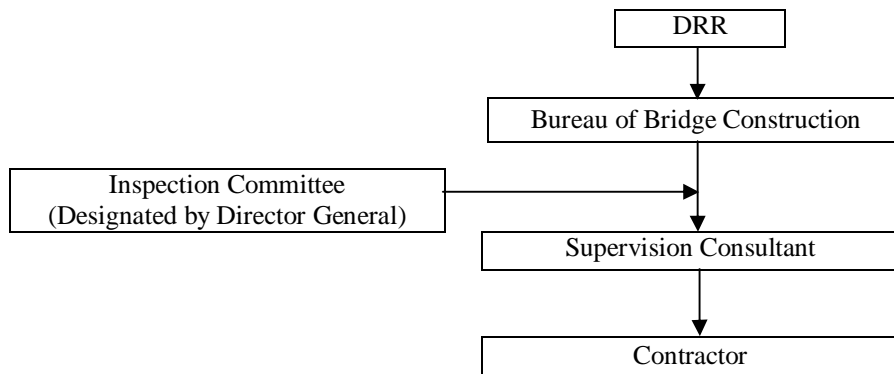 DRR
Bureau of Bridge Construction
Inspection Committee
(Designated by Director General)
Supervision Consultant
Contractor